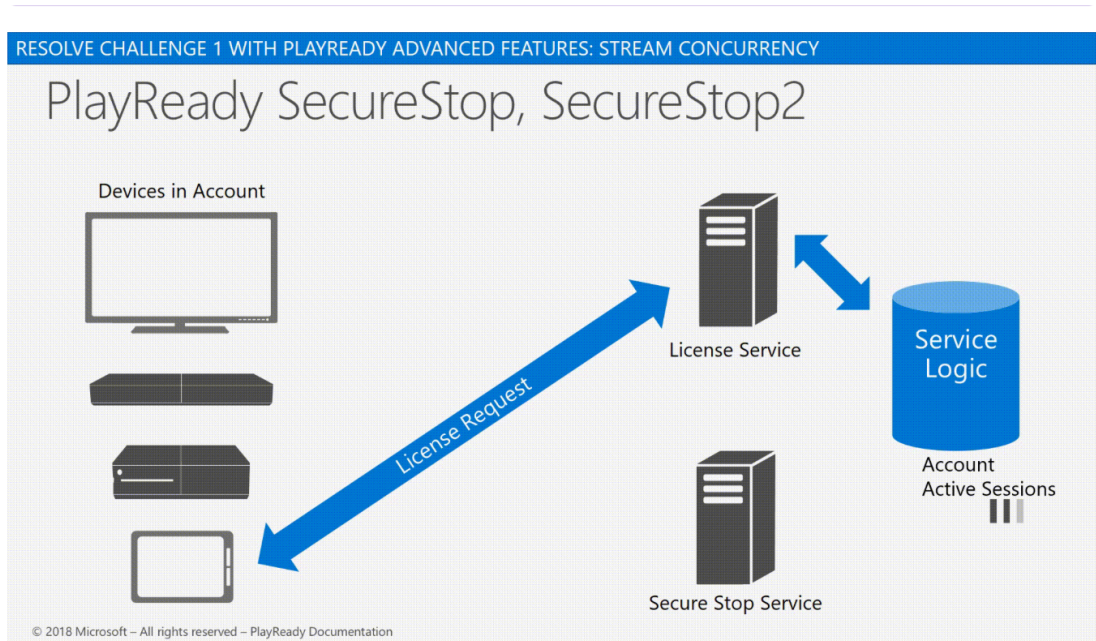 RESOLVE CHALLENGE 1 WITH PLAYREADY ADVANCED FEATURES: STREAM CONCURRENCY
PlayReady SecureStop, SecureStop2
Devices in Account
License Request
License Service
Service
Logic
Account
Active Sessions
Secure Stop Service
© 2018 Microsoft – All rights reserved – PlayReady Documentation